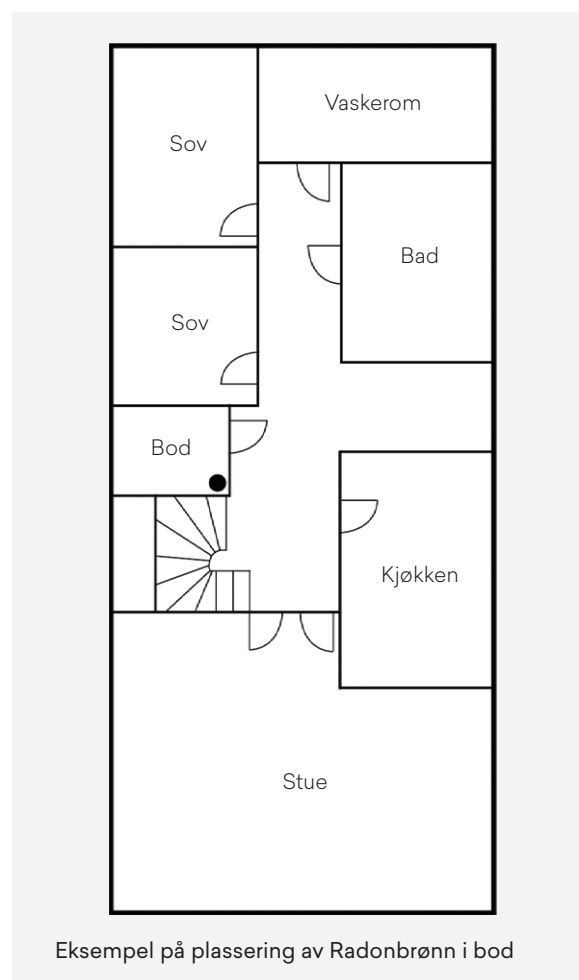 Vaskerom
Sov
Bad
Sov
Bod
Kjøkken
Stue
Eksempel på plassering av Radonbrønn i bod